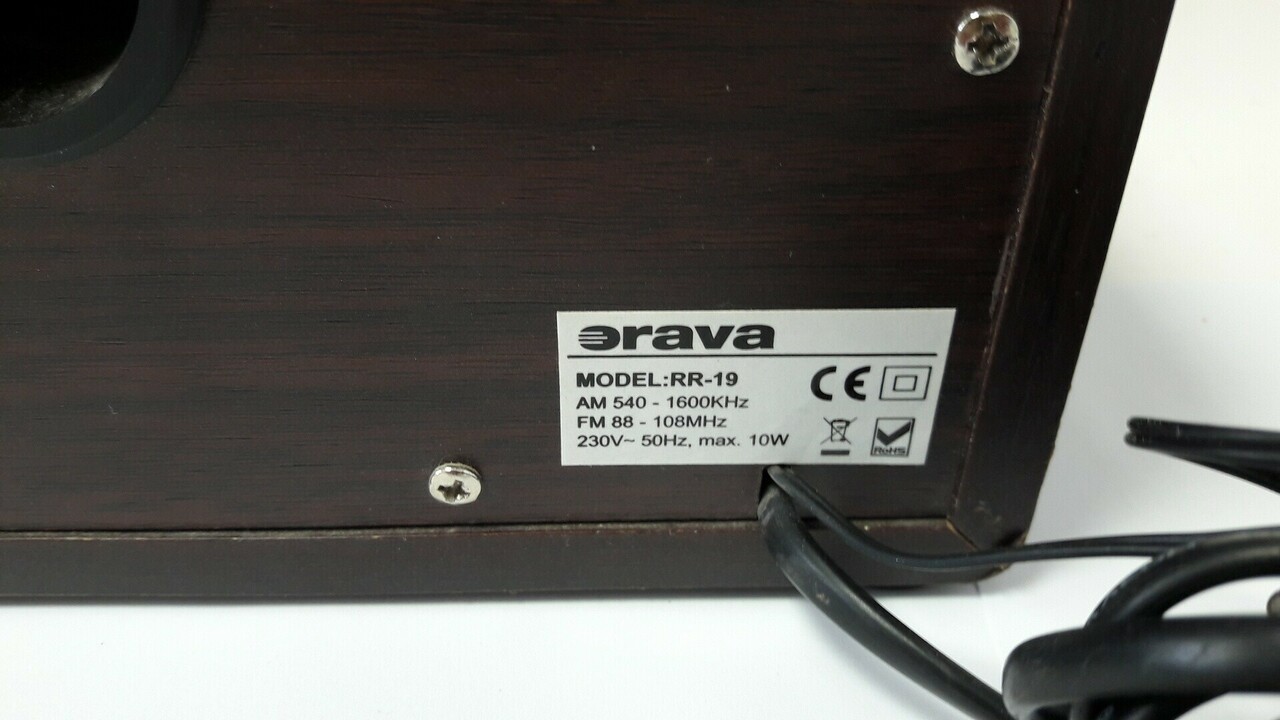 orava
MODEL:RR-19
AM 540 - 1600KHz
FM 88 - 108MHz
230V~ 50Hz, max. 10W
CE
RoHS